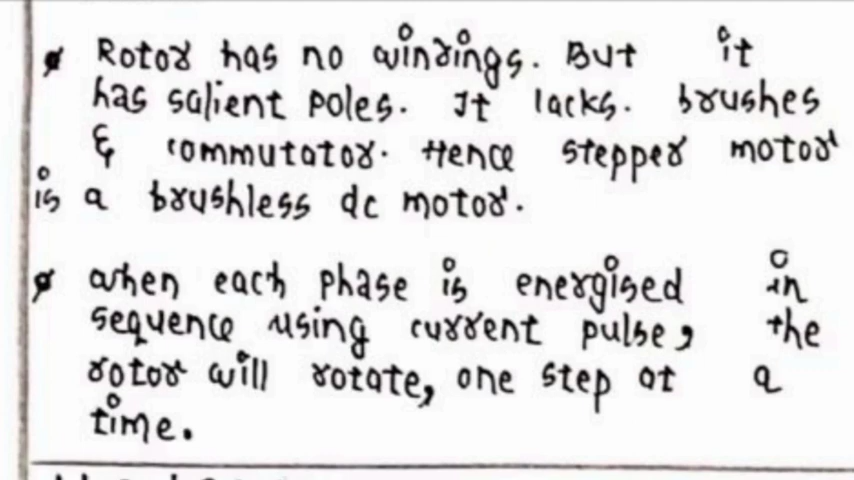 Rotor has no windings. But it
has salient poles. It lacks. brushes
& commutator. Hence stepper motor
is a brushless dc motor.
when each phase is energised in
sequence using current pulse, the
rotor will rotate, one step at a
time.